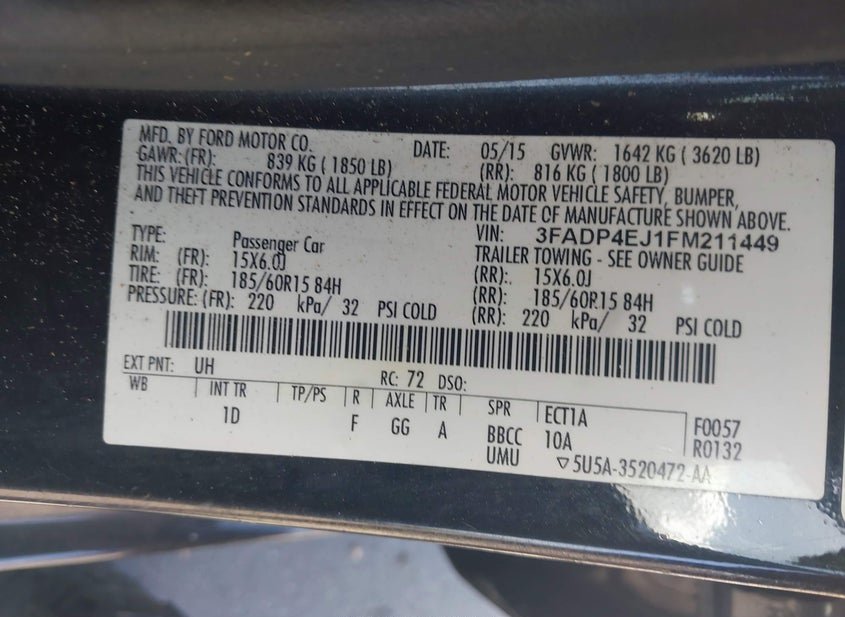 MFD. BY FORD MOTOR CO. DATE: 05/15 GVWR: 1642 KG ( 3620 LB)
GAWR: (FR): 839 KG ( 1850 LB) (RR): 816 KG ( 1800 LB)
THIS VEHICLE CONFORMS TO ALL APPLICABLE FEDERAL MOTOR VEHICLE SAFETY, BUMPER,
AND THEFT PREVENTION STANDARDS IN EFFECT ON THE DATE OF MANUFACTURE SHOWN ABOVE.
VIN: 3FADP4EJ1FM211449
TYPE: Passenger Car TRAILER TOWING - SEE OWNER GUIDE
RIM: (FR): 15X6.0J (RR): 15X6.0J
TIRE: (FR): 185/60R15 84H (RR): 185/60R15 84H
PRESSURE: (FR): 220 kPa/ 32 PSI COLD (RR): 220 kPa/ 32 PSI COLD
EXT PNT: UH RC: 72 DSO:
WB INT TR TP/PS R AXLE TR SPR ECT1A F0057
1D F GG A BBCC 10A R0132
UMU ▽5U5A-3520472-AA